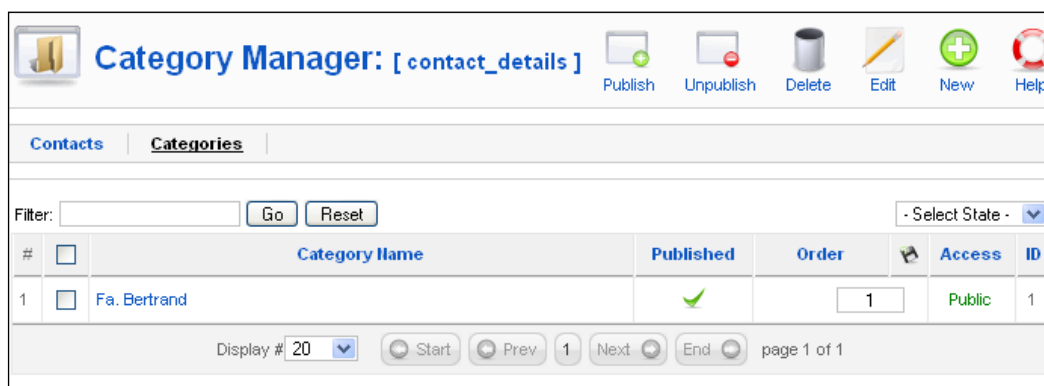 Category Manager: [ contact_details ]
Publish Unpublish Delete Edit New Help
Contacts Categories
Filter: Go Reset - Select State -
# Category Name Published Order Access ID
1 Fa. Bertrand 1 Public 1
Display # 20 Start Prev 1 Next End page 1 of 1